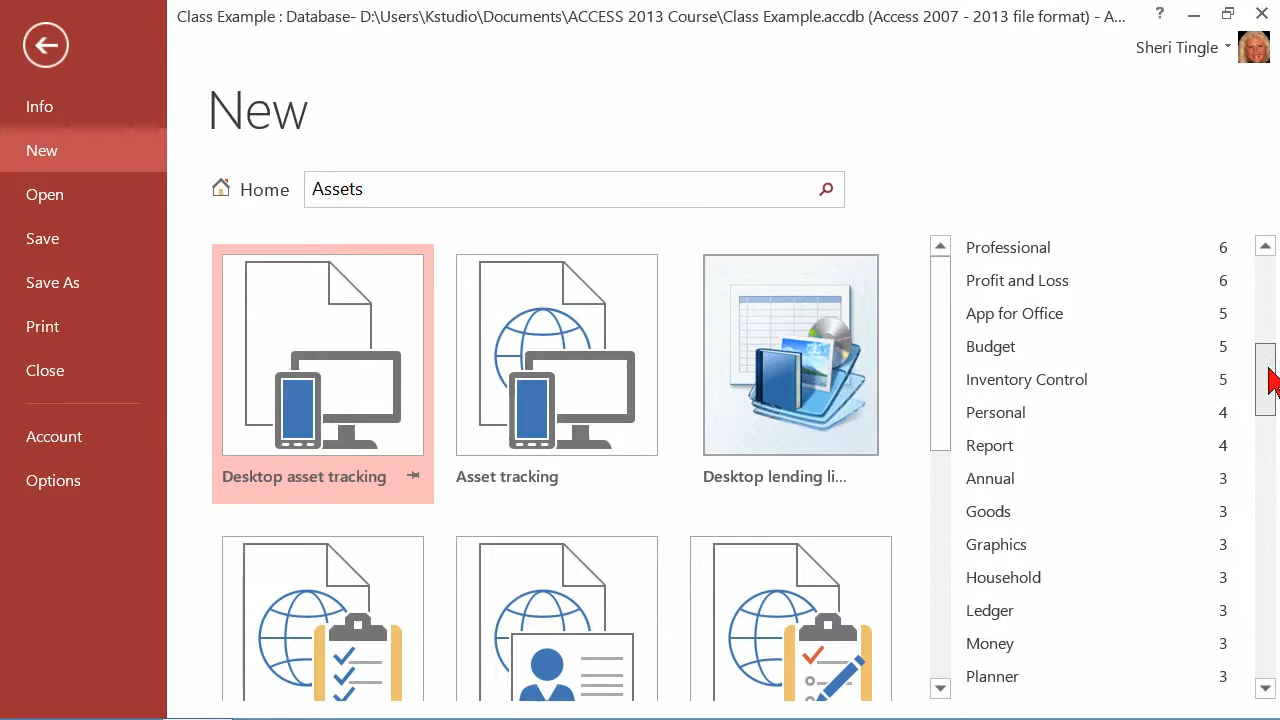 Class Example : Database- D:\Users\Kstudio\Documents\ACCESS 2013 Course\Class Example.accdb (Access 2007 - 2013 file format) - A...
?
Sheri Tingle
Info
New
Open
Save
Save As
Print
Close
Account
Options
New
Home
Assets
Desktop asset tracking
Asset tracking
Desktop lending li...
Professional 6
Profit and Loss 6
App for Office 5
Budget 5
Inventory Control 5
Personal 4
Report 4
Annual 3
Goods 3
Graphics 3
Household 3
Ledger 3
Money 3
Planner 3